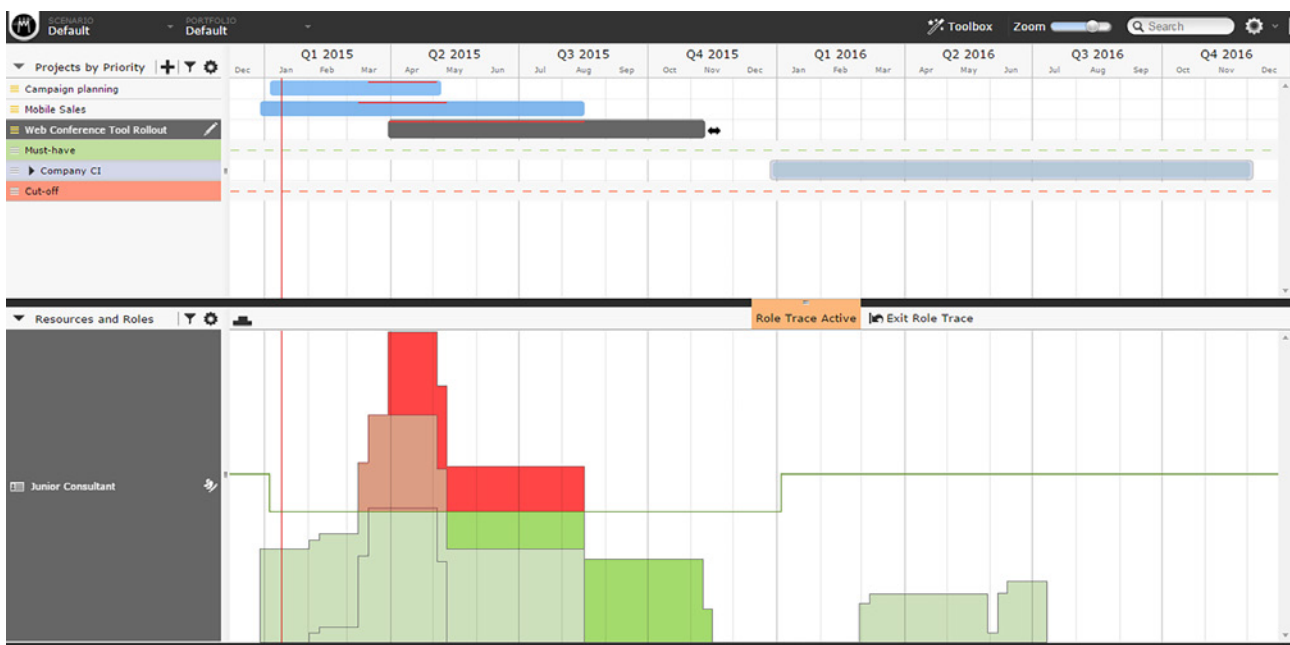 SCENARIO PORTFOLIO
Default Default Toolbox Zoom Search
Q1 2015 Q2 2015 Q3 2015 Q4 2015 Q1 2016 Q2 2016 Q3 2016 Q4 2016
Projects by Priority Dec Jan Feb Mar Apr May Jun Jul Aug Sep Oct Nov Dec Jan Feb Mar Apr May Jun Jul Aug Sep Oct Nov Dec
Campaign planning
Mobile Sales
Web Conference Tool Rollout
Must-have
Company CI
Cut-off
Resources and Roles Role Trace Active Exit Role Trace
Junior Consultant